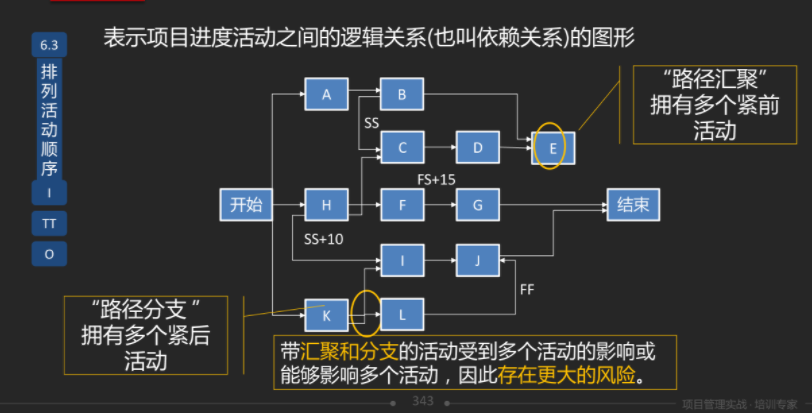 表示项目进度活动之间的逻辑关系(也叫依赖关系)的图形
6.3
排
列
活
动
顺
序
I
TT
O
“路径汇聚”
拥有多个紧前
活动
A
B
SS
C
D
E
FS+15
开始
H
F
G
结束
SS+10
I
J
FF
“路径分支 ”
拥有多个紧后
活动
K
L
带汇聚和分支的活动受到多个活动的影响或
能够影响多个活动，因此存在更大的风险。
343
项目管理实战·培训专家